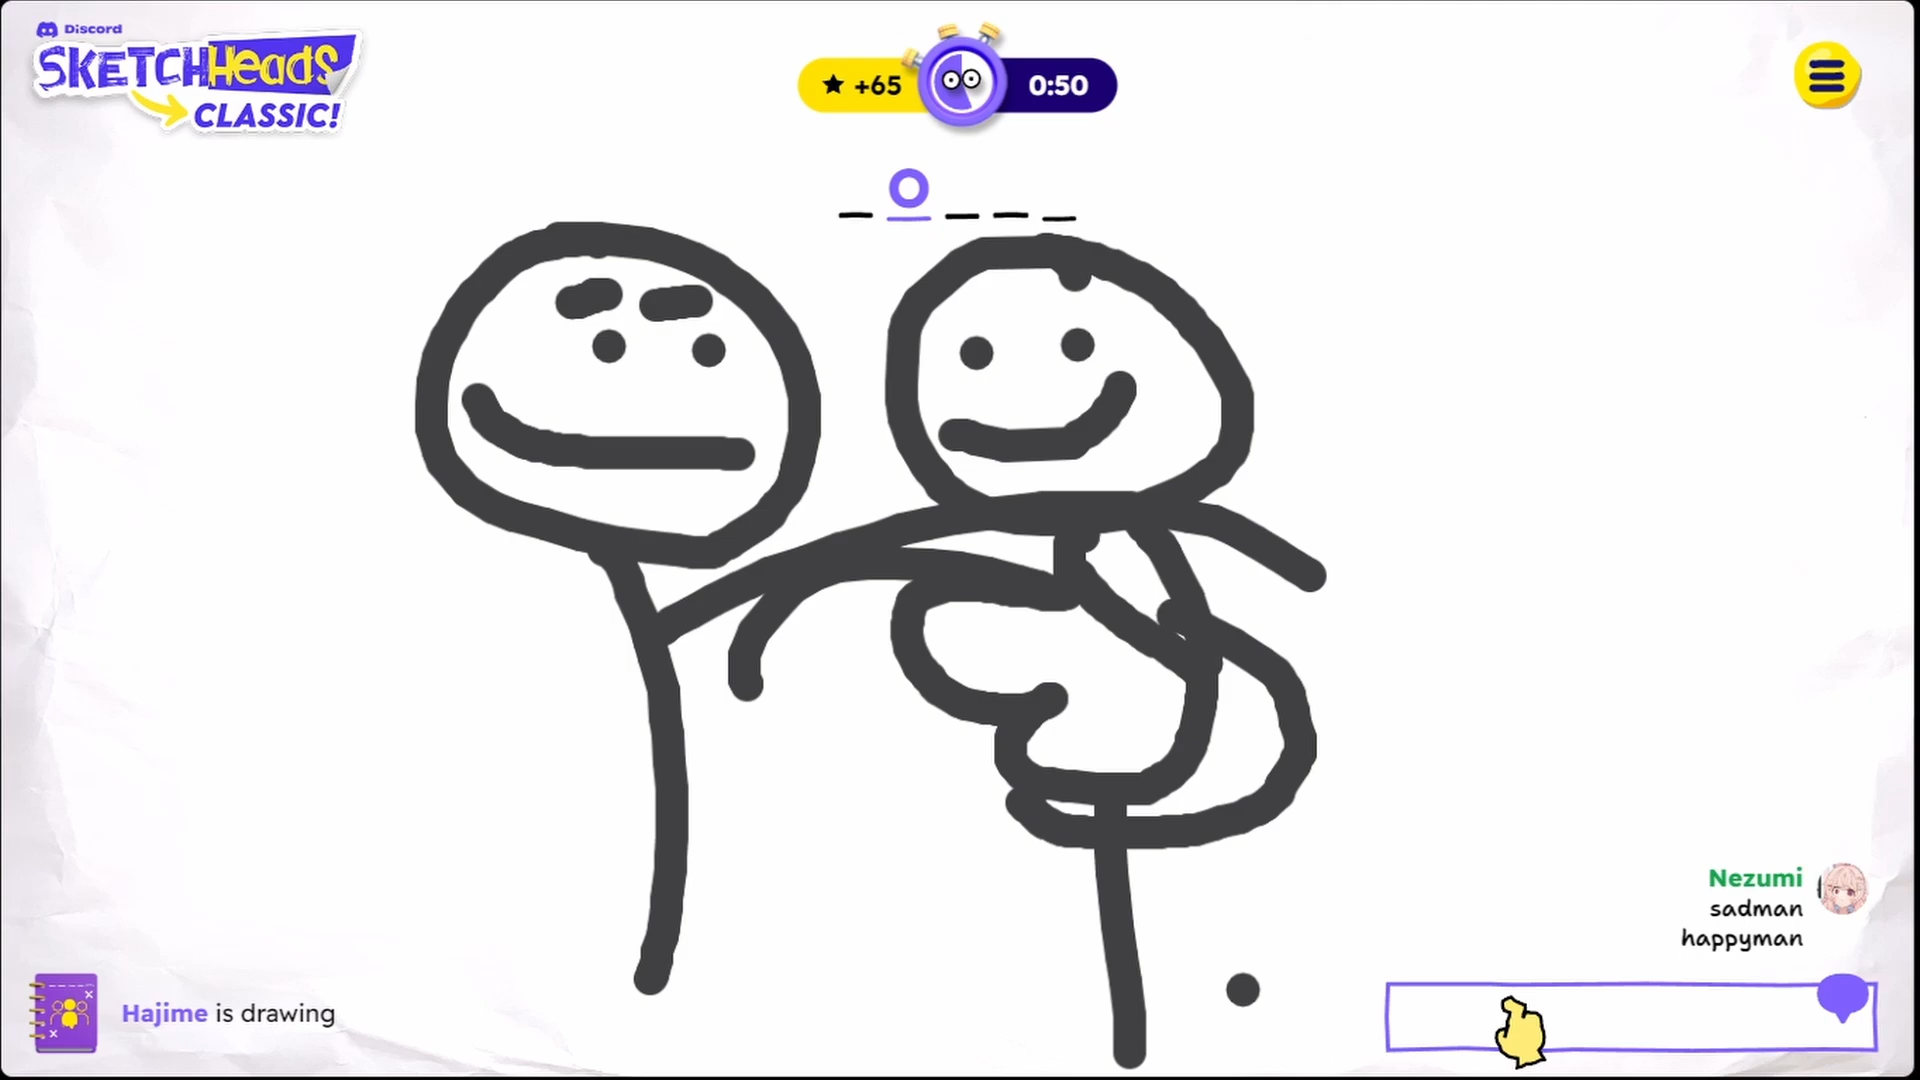 Discord
SKETCHHeadS
CLASSIC!
+65
0:50
O
Nezumi
sadman
happyman
Hajime is drawing